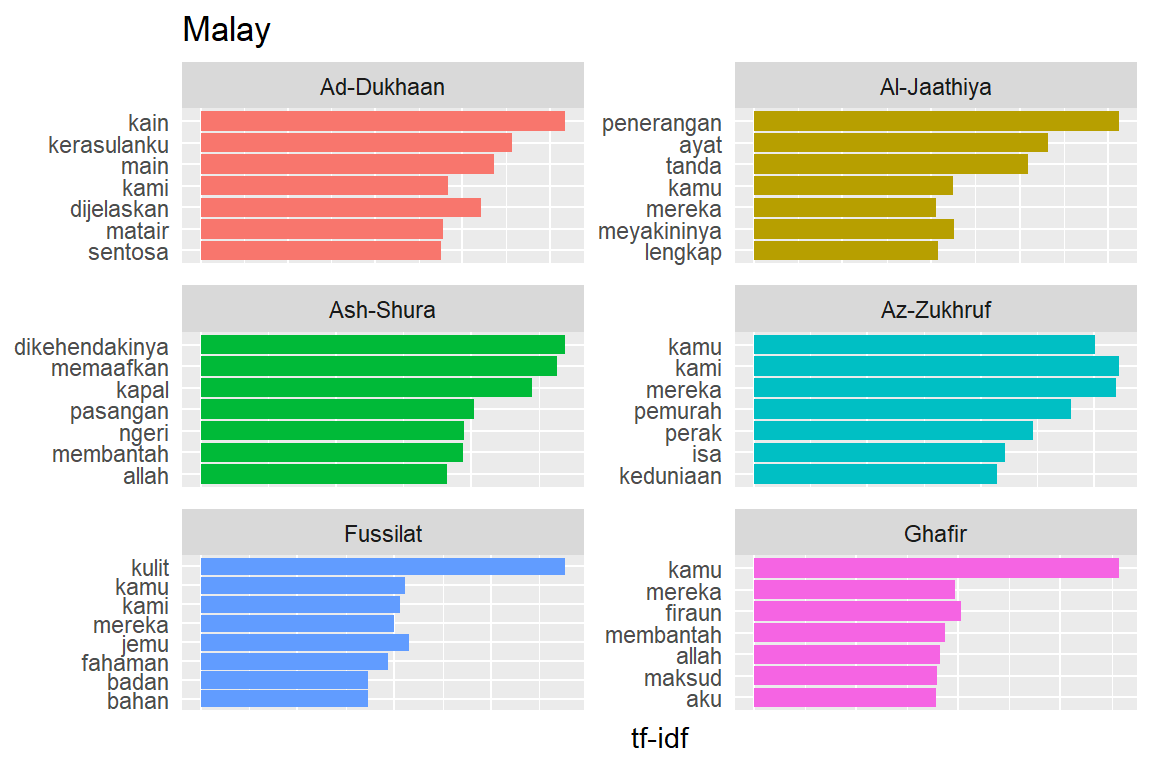 Malay
Ad-Dukhaan
kain
kerasulanku
main
kami
dijelaskan
matair
sentosa
Al-Jaathiya
penerangan
ayat
tanda
kamu
mereka
meyakininya
lengkap
Ash-Shura
dikehendakinya
memaafkan
kapal
pasangan
ngeri
membantah
allah
Az-Zukhruf
kamu
kami
mereka
pemurah
perak
isa
keduniaan
Fussilat
kulit
kamu
kami
mereka
jemu
fahaman
badan
bahan
Ghafir
kamu
mereka
firaun
membantah
allah
maksud
aku
tf-idf